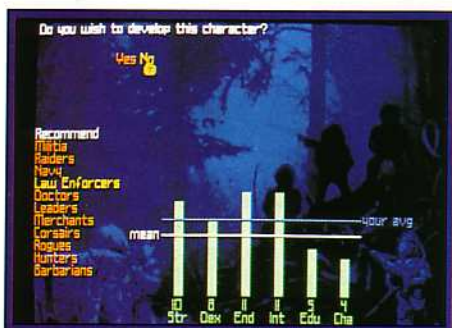 Do you wish to develop this character?
Yes No
Recommend
Militia
Raiders
Navy
Law Enforcers
Doctors
Leaders
Merchants
Corsairs
Rogues
Hunters
Barbarians
your avg
mean
10 8 11 11 5 4
Str Dex End Int Edu Cha